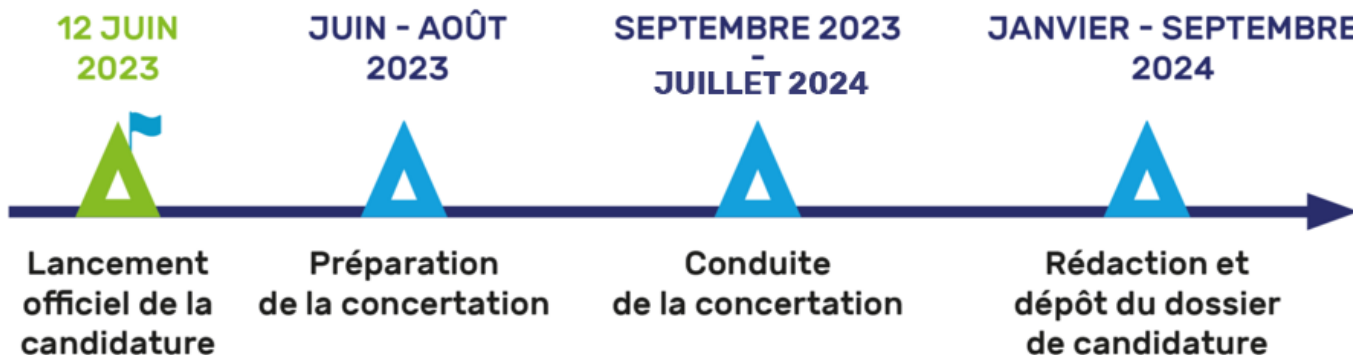 12 JUIN
2023
JUIN - AOÛT
2023
SEPTEMBRE 2023
-
JUILLET 2024
JANVIER - SEPTEMBRE
2024
Lancement
officiel de la
candidature
Préparation
de la concertation
Conduite
de la concertation
Rédaction et
dépôt du dossier
de candidature